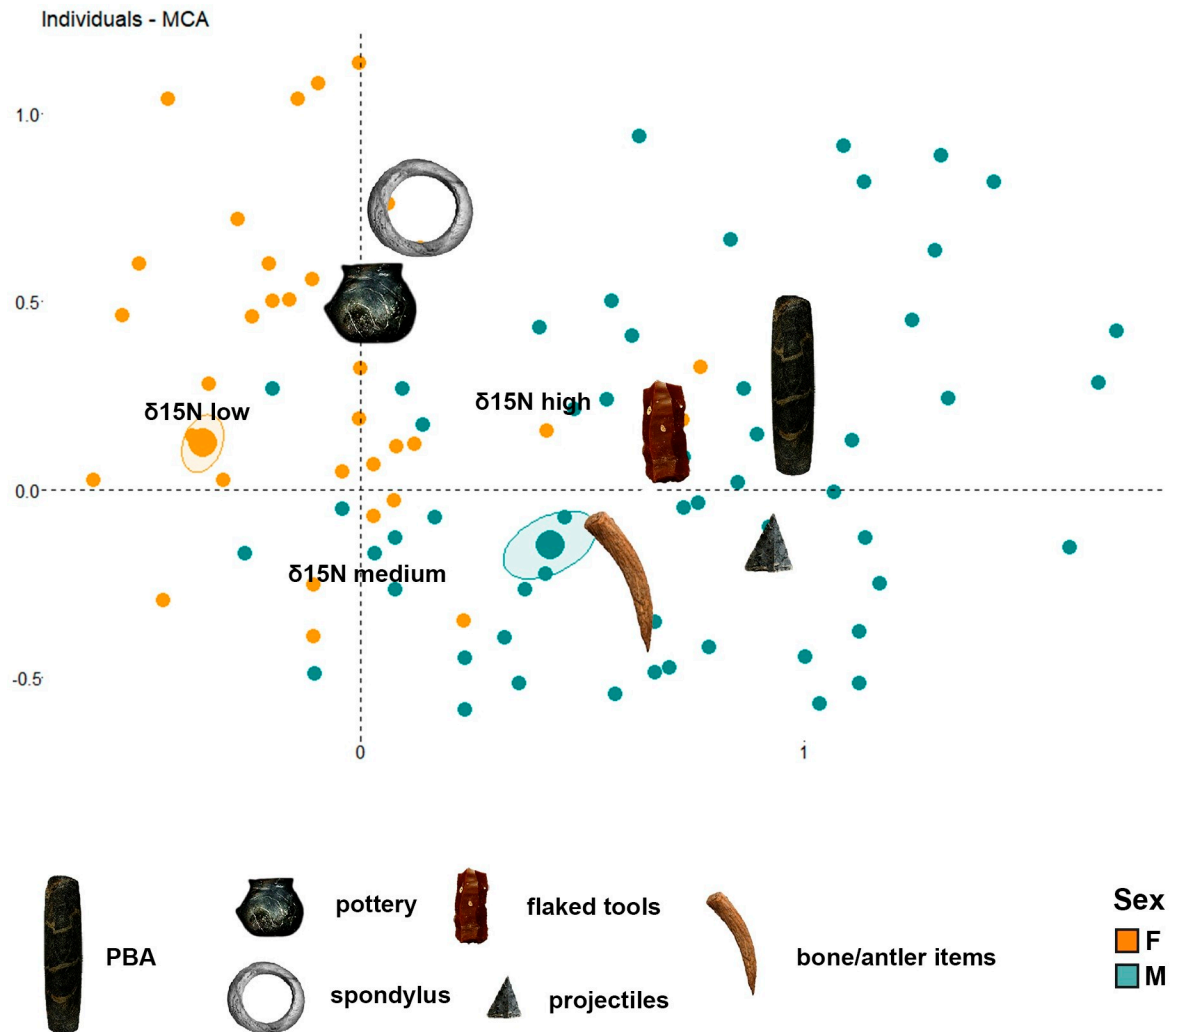 Individuals - MCA
1.0
0.5
δ15N low
δ15N high
0.0
δ15N medium
-0.5
0
1
pottery
flaked tools
Sex
F
PBA
bone/antler items
M
spondylus
projectiles